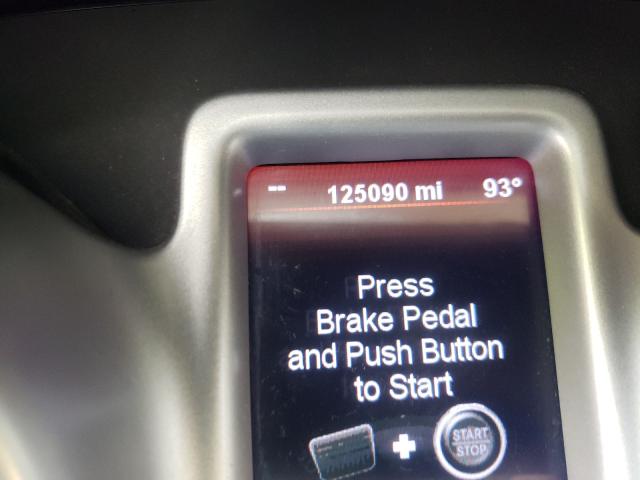 -- 125090 mi 93°
Press
Brake Pedal
and Push Button
to Start
+ START
STOP